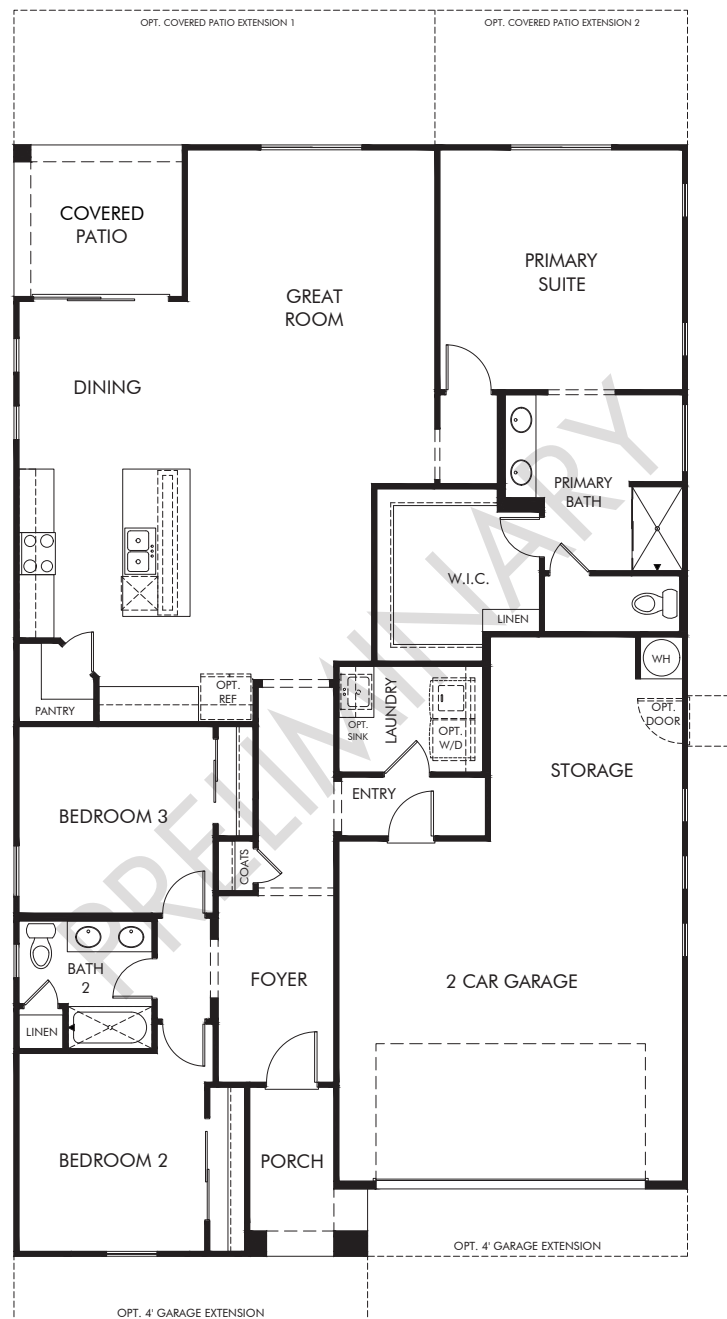 OPT. COVERED PATIO EXTENSION 1
OPT. COVERED PATIO EXTENSION 2
COVERED
PATIO
GREAT
ROOM
PRIMARY
SUITE
DINING
PRIMARY
BATH
W.I.C.
LINEN
PANTRY
OPT.
REF
OPT.
SINK
LAUNDRY
OPT.
W/D
WH
OPT.
DOOR
STORAGE
ENTRY
BEDROOM 3
COATS
BATH
2
LINEN
FOYER
2 CAR GARAGE
BEDROOM 2
PORCH
OPT. 4' GARAGE EXTENSION
OPT. 4' GARAGE EXTENSION
PRELIMINARY